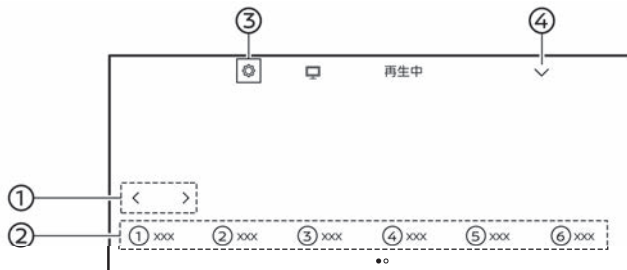 ③ ④
再生中
①
② ① xxx ② xxx ③ xxx ④ xxx ⑤ xxx ⑥ xxx